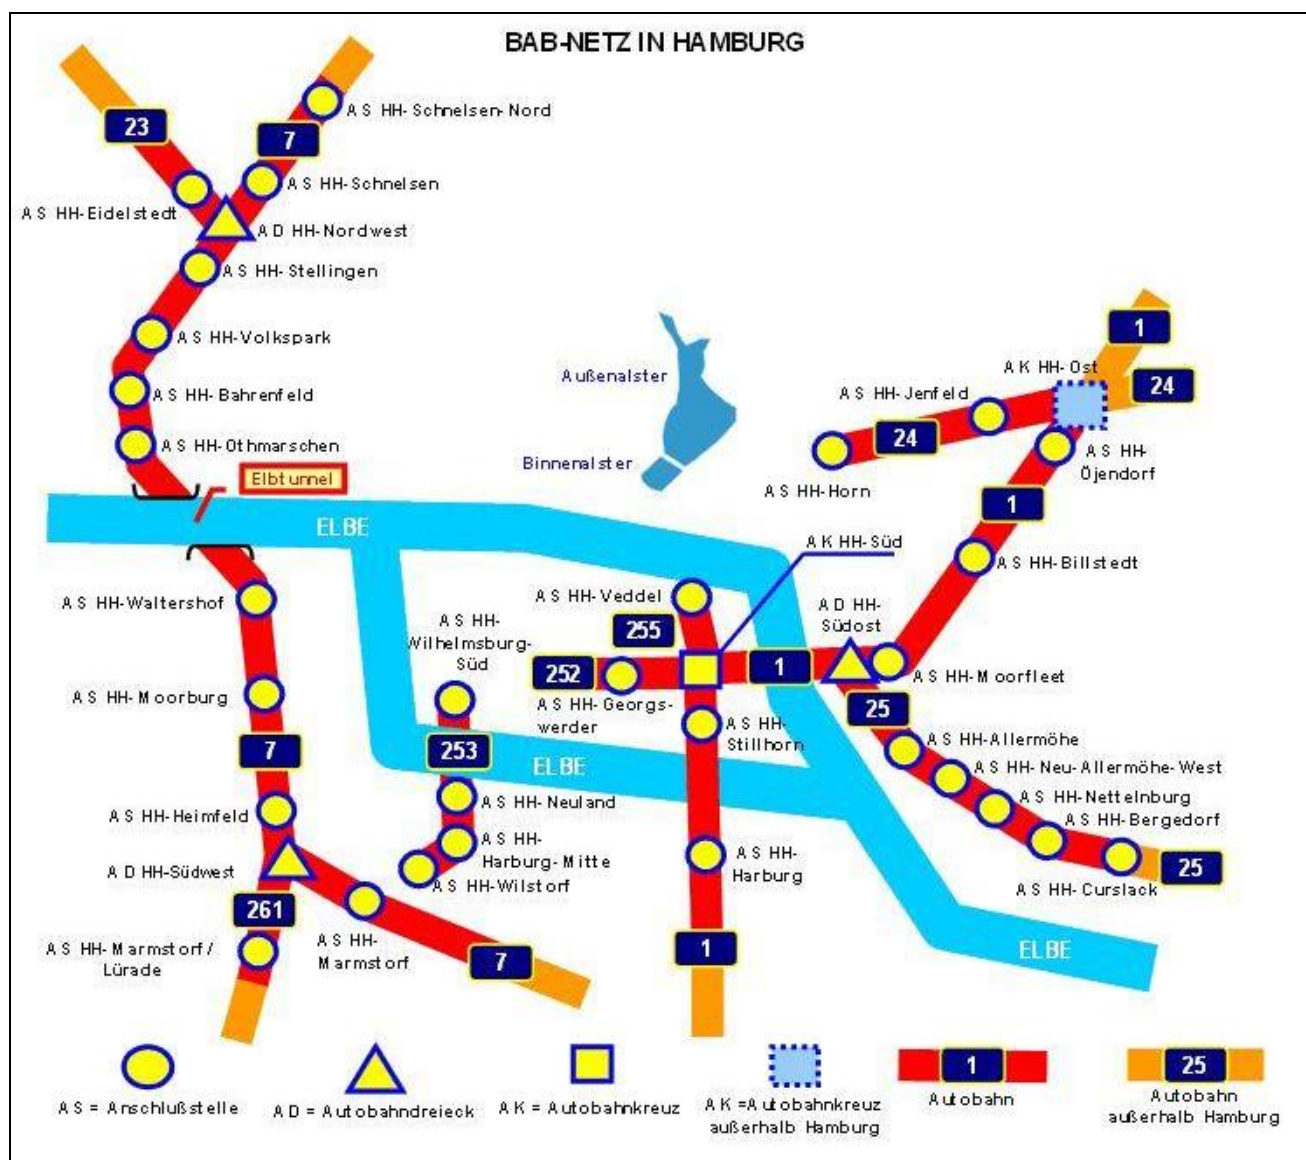 BAB-NETZ IN HAMBURG
23
7
AS HH-Schnelsen-Nord
AS HH-Schnelsen
AS HH-Eidelstedt
AD HH-Nordwest
AS HH-Stellingen
AS HH-Volkspark
AS HH-Bahrenfeld
AS HH-Othmarschen
Elbtunnel
Außenalster
Binnenalster
1
AK HH-Ost
24
AS HH-Jenfeld
24
AS HH-
Öjendorf
AS HH-Horn
1
ELBE
AK HH-Süd
AS HH-Billstedt
AS HH-Waltershof
AS HH-Veddel
AS HH-
Wilhelmsburg-
Süd
255
AD HH-
Südost
252
1
AS HH-Moorfleet
AS HH-Moorburg
AS HH-Georgs-
werder
25
AS HH-
Stillhorn
7
253
ELBE
AS HH-Allermöhe
AS HH-Neu-Allermöhe-West
AS HH-Nettelnburg
AS HH-Bergedorf
AS HH-Heimfeld
AS HH-Neuland
AS HH-
Harburg-Mitte
AS HH-
Harburg
AD HH-Südwest
AS HH-Wilstorf
AS HH-Curslack
25
261
AS HH-Marmstorf /
Lürade
AS HH-
Marmstorf
7
1
ELBE
1
25
AS = Anschlußstelle
AD = Autobahndreieck
AK = Autobahnkreuz
AK =Autobahnkreuz
außerhalb Hamburg
Autobahn
Autobahn
außerhalb Hamburg